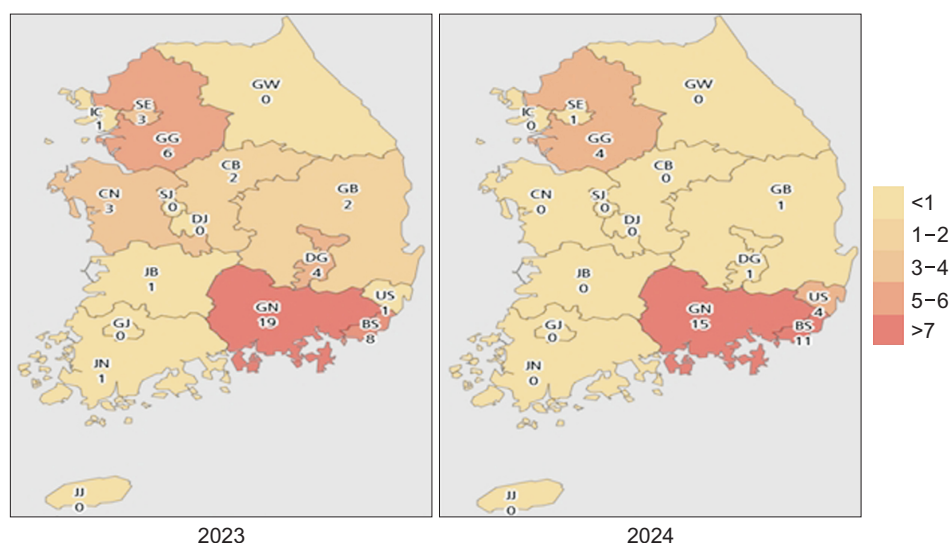 GW
0
SE
3
IC
1
GG
6
CB
2
GB
2
CN
3
SJ
0
DJ
0
DG
4
JB
1
US
1
GN
19
BS
8
GJ
0
JN
1
JJ
0
2023
GW
0
SE
1
IC
0
GG
4
CB
0
GB
1
CN
0
SJ
0
DJ
0
DG
1
JB
0
US
4
GN
15
BS
11
GJ
0
JN
0
JJ
0
2024
<1
1−2
3−4
5−6
>7